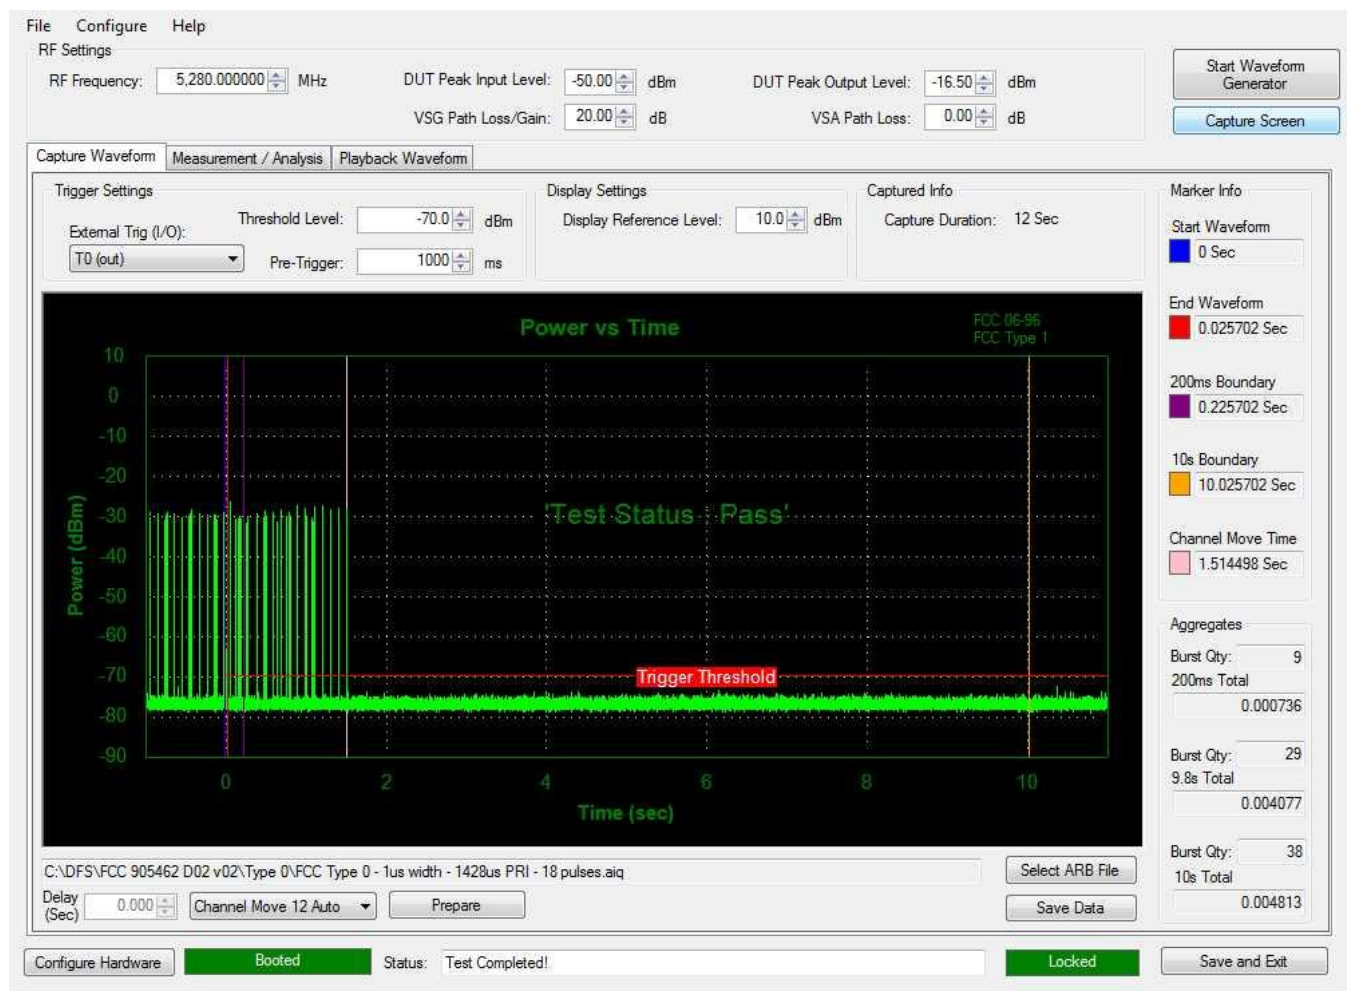 File Configure Help
RF Settings
RF Frequency: 5,280.000000 MHz DUT Peak Input Level: -50.00 dBm DUT Peak Output Level: -16.50 dBm
VSG Path Loss/Gain: 20.00 dB VSA Path Loss: 0.00 dB
Start Waveform
Generator
Capture Screen
Capture Waveform Measurement / Analysis Playback Waveform
Trigger Settings
External Trig (I/O):
T0 (out)
Threshold Level: -70.0 dBm
Pre-Trigger: 1000 ms
Display Settings
Display Reference Level: 10.0 dBm
Captured Info
Capture Duration: 12 Sec
Marker Info
Start Waveform
0 Sec
End Waveform
0.025702 Sec
200ms Boundary
0.225702 Sec
10s Boundary
10.025702 Sec
Channel Move Time
1.514498 Sec
Power vs Time
FCC 06-96
FCC Type 1
10
0
-10
-20
-30
-40
-50
-60
-70
-80
-90
Power (dBm)
'Test Status : Pass'
Trigger Threshold
0 2 4 6 8 10
Time (sec)
Aggregates
Burst Qty: 9
200ms Total
0.000736
Burst Qty: 29
9.8s Total
0.004077
Burst Qty: 38
10s Total
0.004813
C:\DFS\FCC 905462 D02 v02\Type 0\FCC Type 0 - 1us width - 1428us PRI - 18 pulses.aiq
Select ARB File
Delay
(Sec) 0.000 Channel Move 12 Auto Prepare Save Data
Configure Hardware Booted Status: Test Completed! Locked Save and Exit